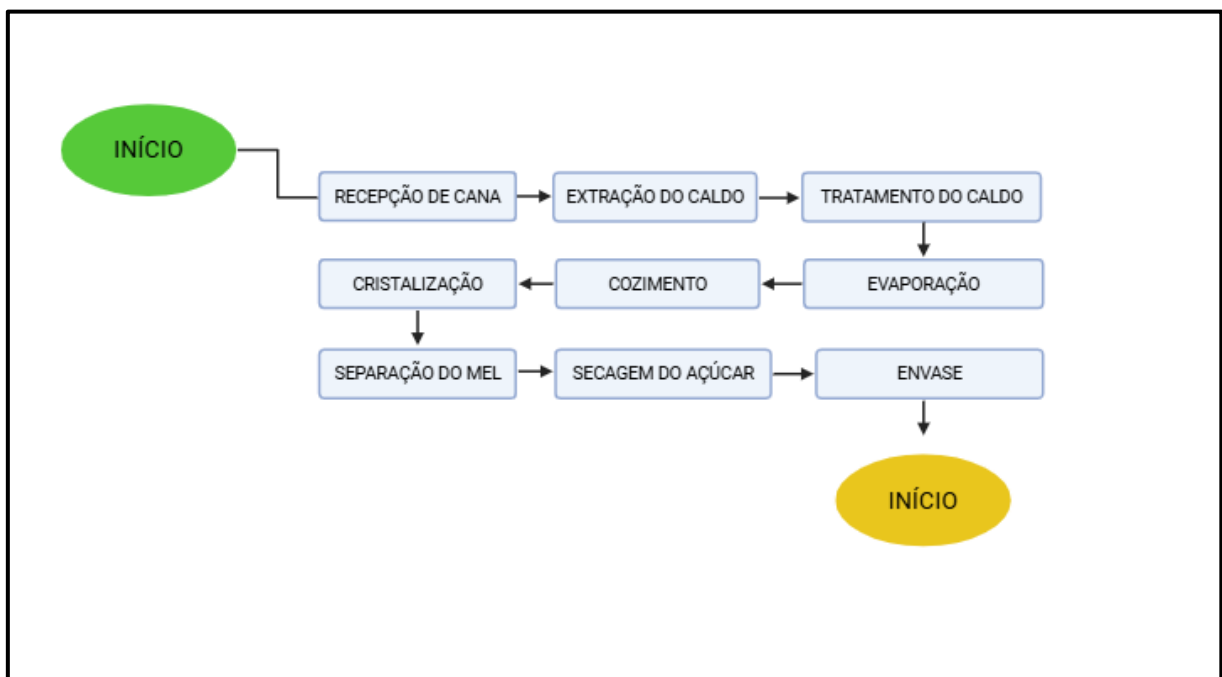 INÍCIO
RECEPÇÃO DE CANA
EXTRAÇÃO DO CALDO
TRATAMENTO DO CALDO
EVAPORAÇÃO
COZIMENTO
CRISTALIZAÇÃO
SEPARAÇÃO DO MEL
SECAGEM DO AÇÚCAR
ENVASE
INÍCIO